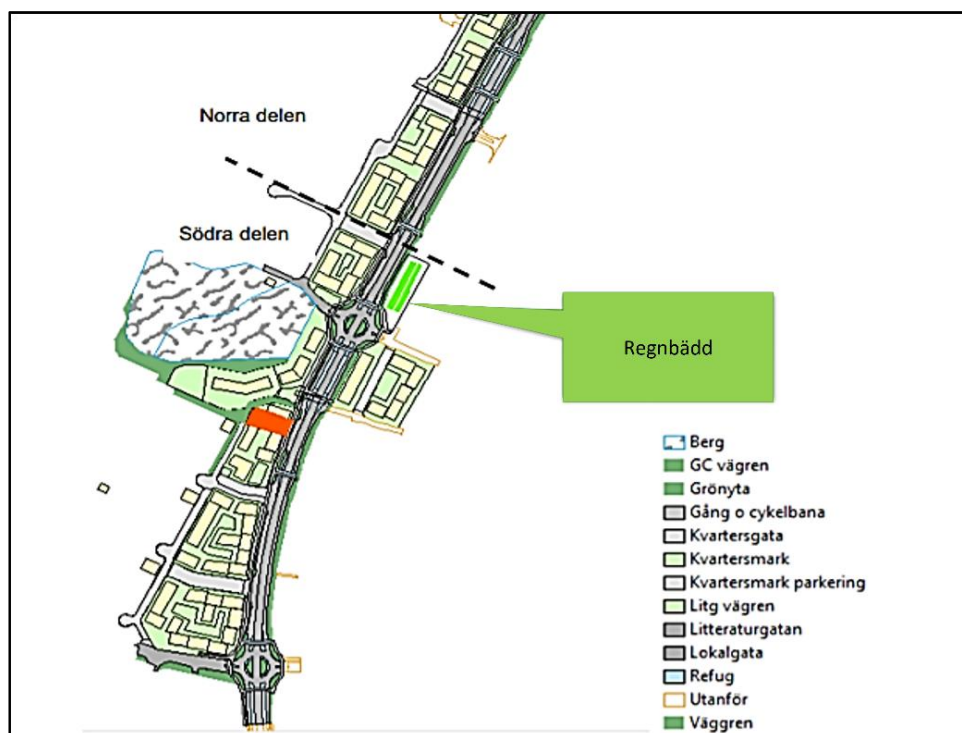 Norra delen
Södra delen
Regnbädd
Berg
GC vägren
Grönyta
Gång o cykelbana
Kvartersgata
Kvartersmark
Kvartersmark parkering
Litg vägren
Litteraturgatan
Lokalgata
Refug
Utanför
Väggren